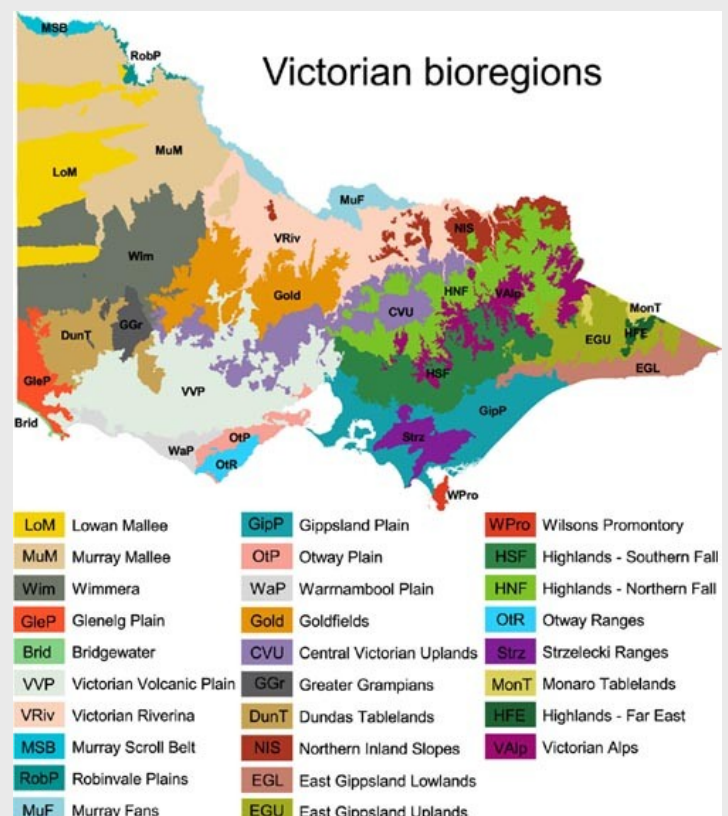 MSB
RobP
Victorian bioregions
MuM
LoM
MuF
NIS
VRiv
Wim
HNF
VAlp
Gold
MonT
CVU
GGr
DunT
HFE
EGU
EGL
HSF
GleP
VVP
GipP
Brid
OtP
Strz
WaP
OtR
WPro
LoM Lowan Mallee
MuM Murray Mallee
Wim Wimmera
GleP Glenelg Plain
Brid Bridgewater
VVP Victorian Volcanic Plain
VRiv Victorian Riverina
MSB Murray Scroll Belt
RobP Robinvale Plains
MuF Murray Fans
GipP Gippsland Plain
OtP Otway Plain
WaP Warrnambool Plain
Gold Goldfields
CVU Central Victorian Uplands
GGr Greater Grampians
DunT Dundas Tablelands
NIS Northern Inland Slopes
EGL East Gippsland Lowlands
EGU East Gippsland Uplands
WPro Wilsons Promontory
HSF Highlands - Southern Fall
HNF Highlands - Northern Fall
OtR Otway Ranges
Strz Strzelecki Ranges
MonT Monaro Tablelands
HFE Highlands - Far East
VAlp Victorian Alps